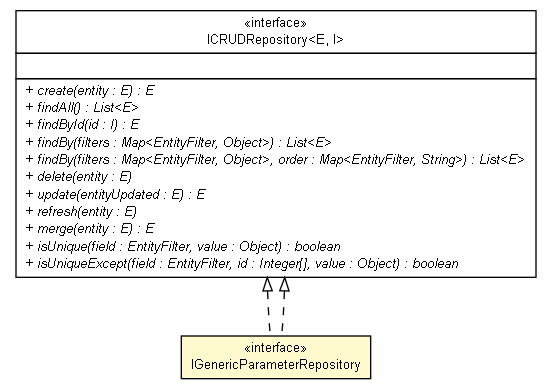 «interface»
ICRUDRepository<E, I>
+ create(entity : E) : E
+ findAll() : List<E>
+ findById(id : I) : E
+ findBy(filters : Map<EntityFilter, Object>) : List<E>
+ findBy(filters : Map<EntityFilter, Object>, order : Map<EntityFilter, String>) : List<E>
+ delete(entity : E)
+ update(entityUpdated : E) : E
+ refresh(entity : E)
+ merge(entity : E) : E
+ isUnique(field : EntityFilter, value : Object) : boolean
+ isUniqueExcept(field : EntityFilter, id : Integer[], value : Object) : boolean
«interface»
IGenericParameterRepository